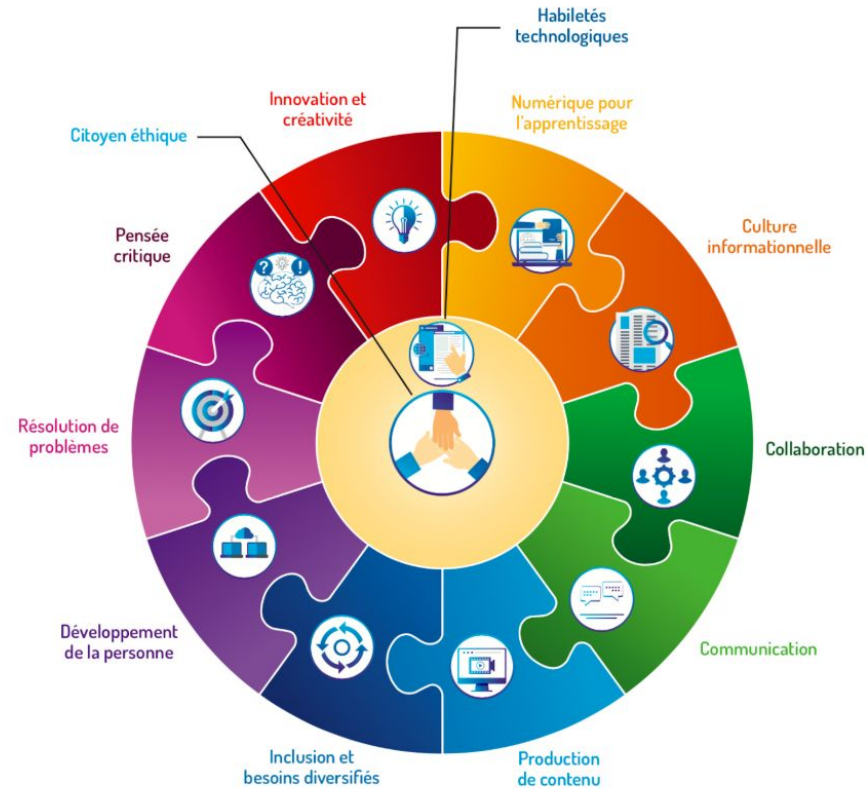 Habiletés
technologiques
Innovation et
créativité
Numérique pour
l'apprentissage
Citoyen éthique
Pensée
critique
Culture
informationnelle
Résolution de
problèmes
Collaboration
Développement
de la personne
Communication
Inclusion et
besoins diversifiés
Production
de contenu
? !